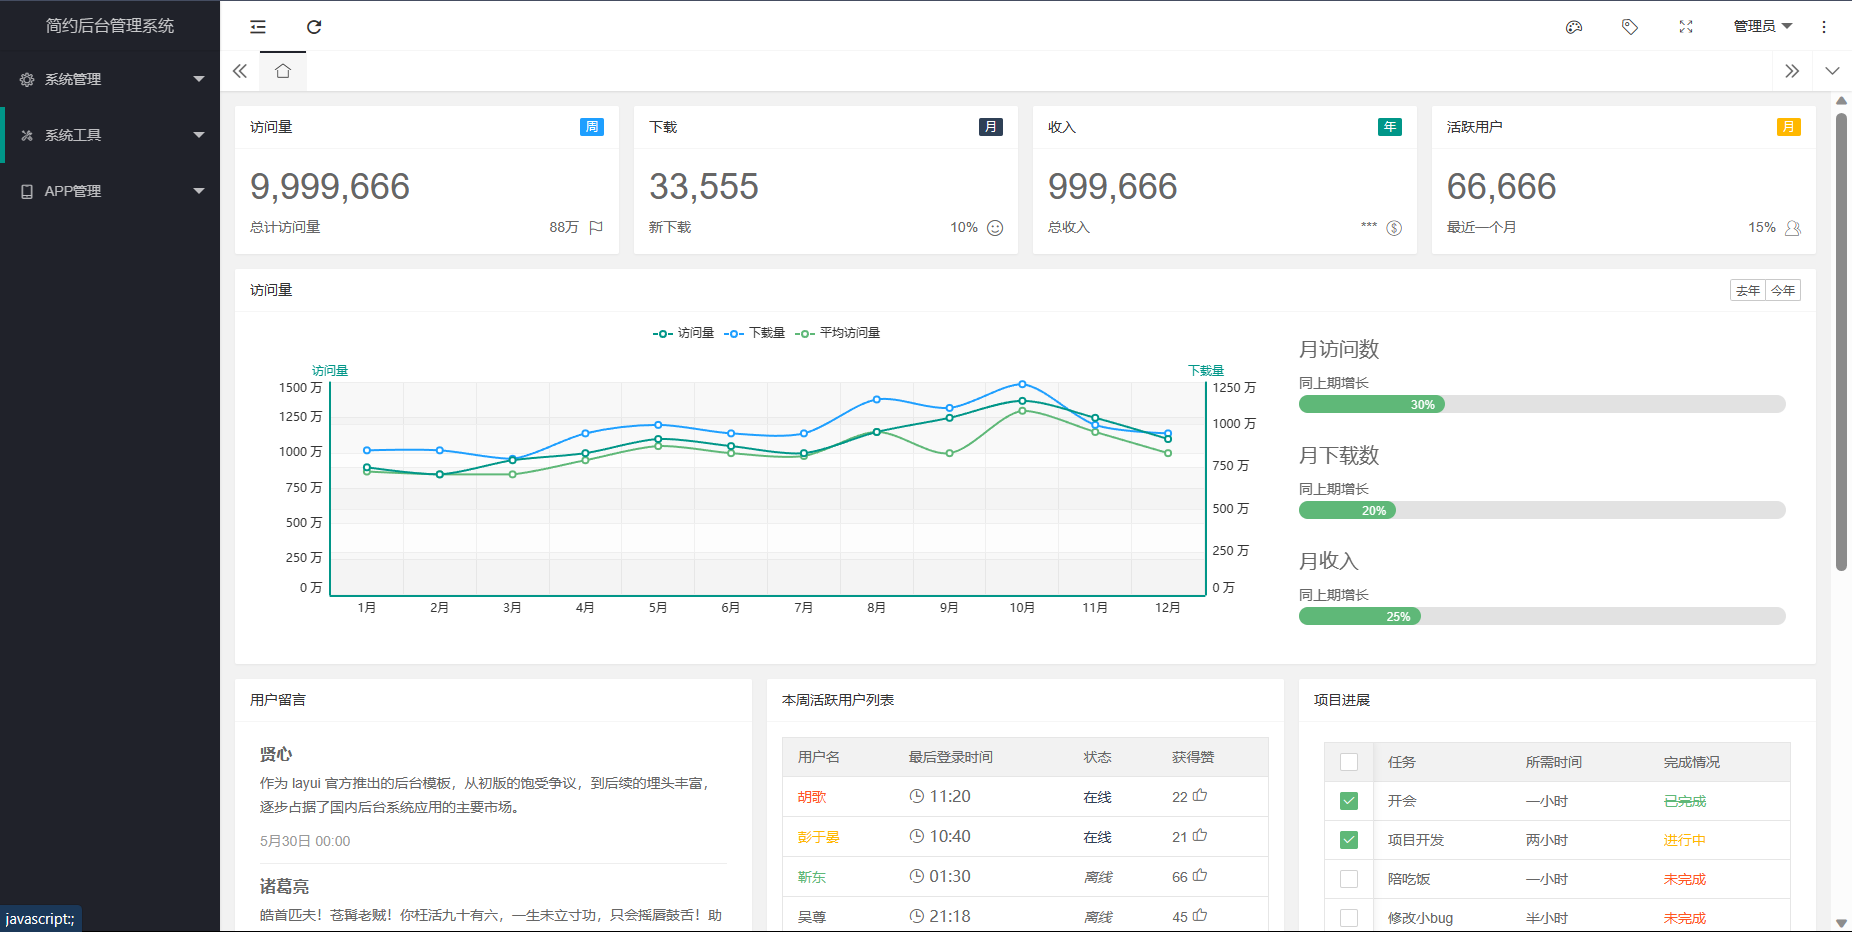 简约后台管理系统
管理员
系统管理
系统工具
APP管理
访问量 周
9,999,666
总计访问量 88万
下载 月
33,555
新下载 10%
收入 年
999,666
总收入 ***
活跃用户 月
66,666
最近一个月 15%
访问量 去年 今年
访问量 下载量 平均访问量
访问量 下载量
1500 万
1250 万
1000 万
750 万
500 万
250 万
0 万
1250 万
1000 万
750 万
500 万
250 万
0 万
1月 2月 3月 4月 5月 6月 7月 8月 9月 10月 11月 12月
月访问数
同上期增长
30%
月下载数
同上期增长
20%
月收入
同上期增长
25%
用户留言
贤心
作为 layui 官方推出的后台模板，从初版的饱受争议，到后续的埋头丰富，
逐步占据了国内后台系统应用的主要市场。
5月30日 00:00
诸葛亮
皓首匹夫！苍髯老贼！你枉活九十有六，一生未立寸功，只会摇唇鼓舌！助
本周活跃用户列表
用户名 最后登录时间 状态 获得赞
胡歌 11:20 在线 22
彭于晏 10:40 在线 21
靳东 01:30 离线 66
吴尊 21:18 离线 45
项目进展
任务 所需时间 完成情况
开会 一小时 已完成
项目开发 两小时 进行中
陪吃饭 一小时 未完成
修改小bug 半小时 未完成
javascript:;